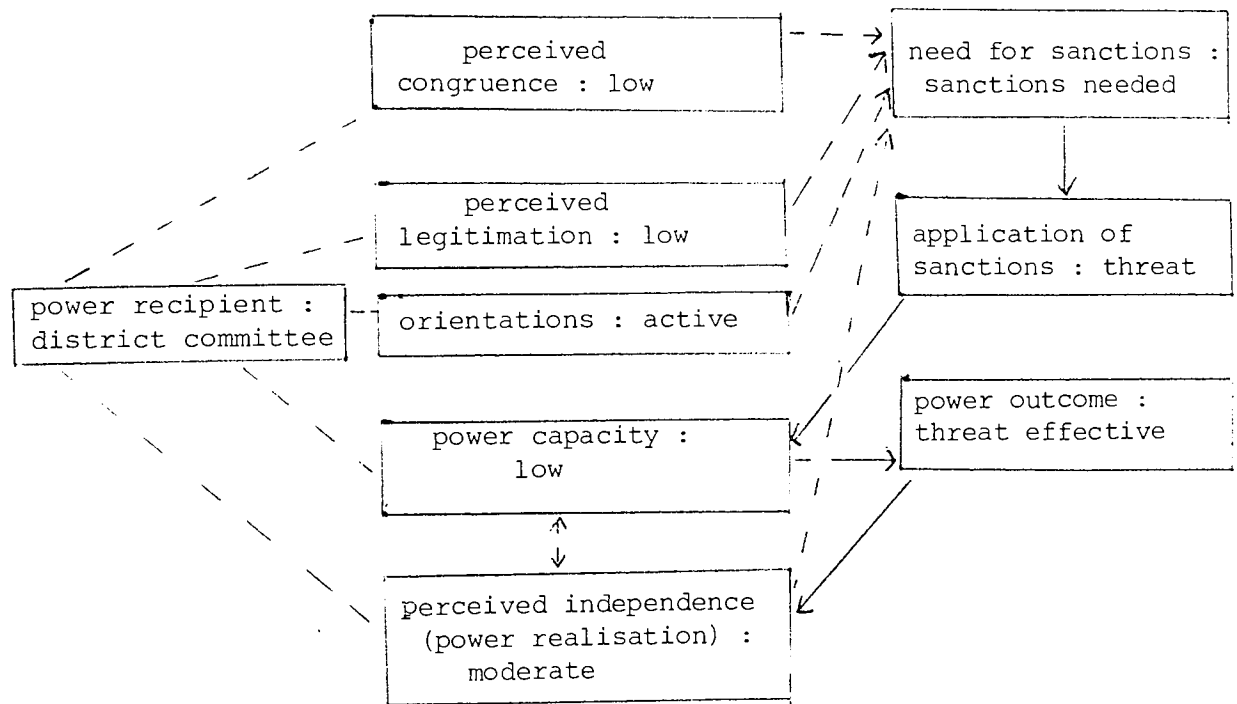 perceived
congruence : low
need for sanctions :
sanctions needed
perceived
legitimation : low
application of
sanctions : threat
power recipient :
district committee
orientations : active
power capacity :
low
power outcome :
threat effective
perceived independence
(power realisation) :
moderate